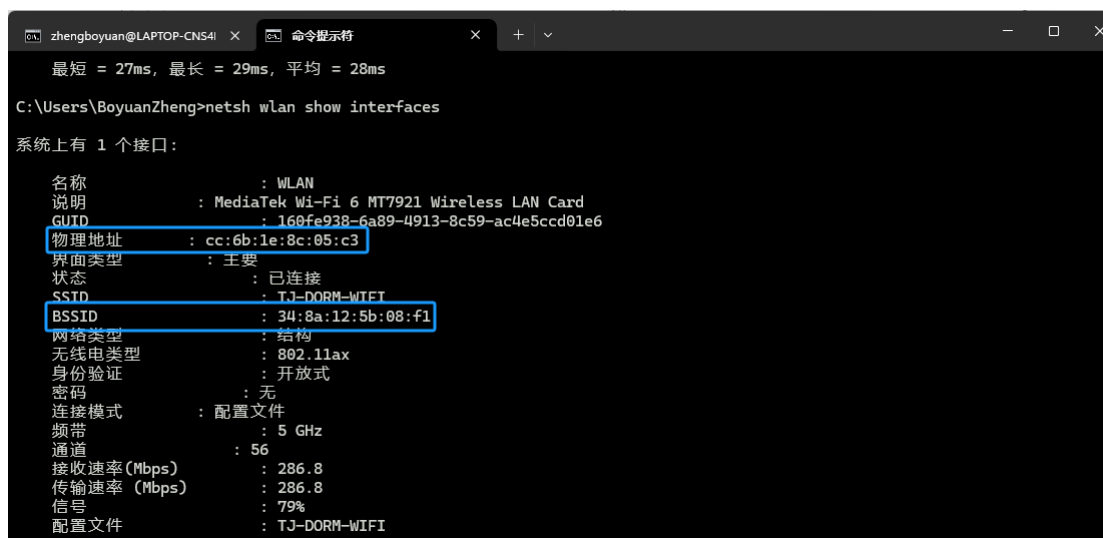 zhengboyuan@LAPTOP-CNS4 命令提示符
最短 = 27ms, 最长 = 29ms, 平均 = 28ms
C:\Users\BoyuanZheng>netsh wlan show interfaces
系统上有 1 个接口:
名称 : WLAN
说明 : MediaTek Wi-Fi 6 MT7921 Wireless LAN Card
GUID : 160fe938-6a89-4913-8c59-ac4e5ccd01e6
物理地址 : cc:6b:1e:8c:05:c3
界面类型 : 主要
状态 : 已连接
SSID : TJ-DORM-WIFI
BSSID : 34:8a:12:5b:08:f1
网络类型 : 结构
无线电类型 : 802.11ax
身份验证 : 开放式
密码 : 无
连接模式 : 配置文件
频带 : 5 GHz
通道 : 56
接收速率(Mbps) : 286.8
传输速率 (Mbps) : 286.8
信号 : 79%
配置文件 : TJ-DORM-WIFI